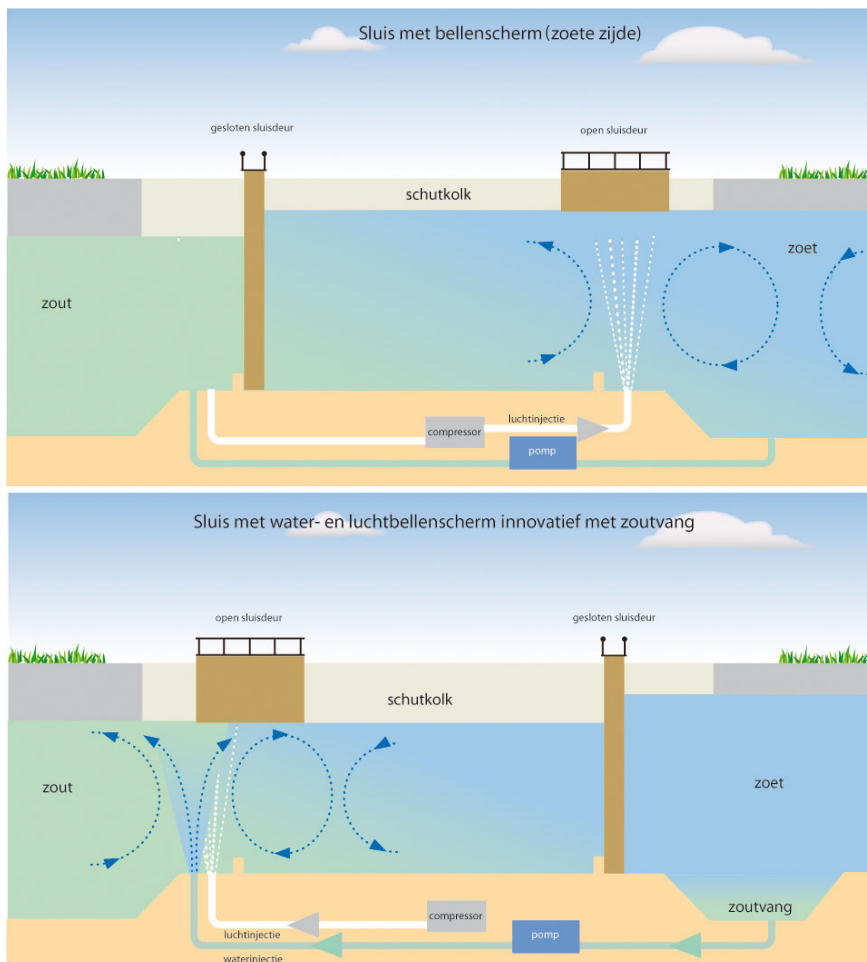 Sluis met bellenscherm (zoete zijde)
gesloten sluisdeur
open sluisdeur
schutkolk
zout
zoet
luchtinjectie
compressor
pomp
Sluis met water- en luchtbellenscherm innovatief met zoutvang
open sluisdeur
gesloten sluisdeur
schutkolk
zout
zoet
zoutvang
compressor
luchtinjectie
pomp
waterinjectie